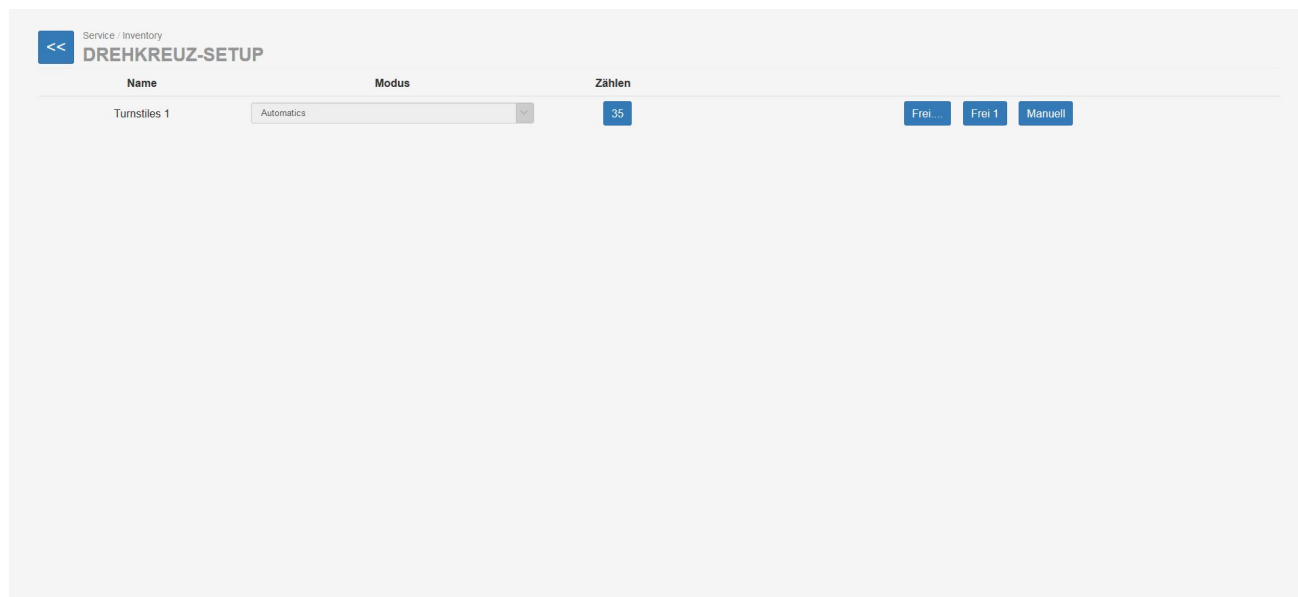 <<
Service / Inventory
DREHKREUZ-SETUP
Name Modus Zählen
Turnstiles 1 Automatics 35 Frei.... Frei 1 Manuell